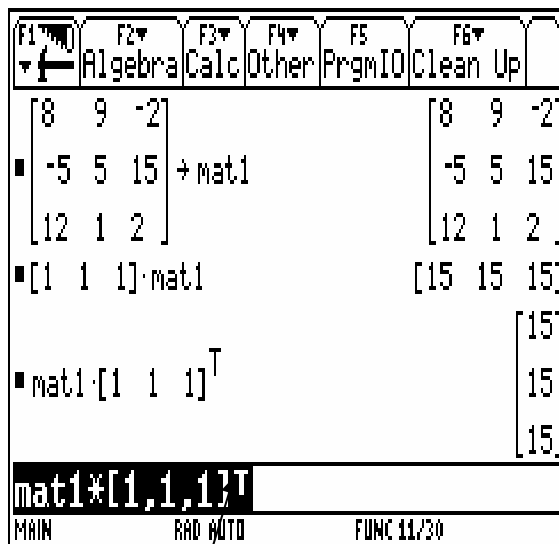 F1 F2 F3 F4 F5 F6
Algebra Calc Other PrgmIO Clean Up
[8 9 -2] [8 9 -2]
[-5 5 15] → mat1 [-5 5 15]
[12 1 2] [12 1 2]
[1 1 1]·mat1 [15 15 15]
[15]
mat1·[1 1 1]ᵀ [15]
[15]
mat1*[1,1,1]ᵀ
MAIN RAD AUTO FUNC 11/30